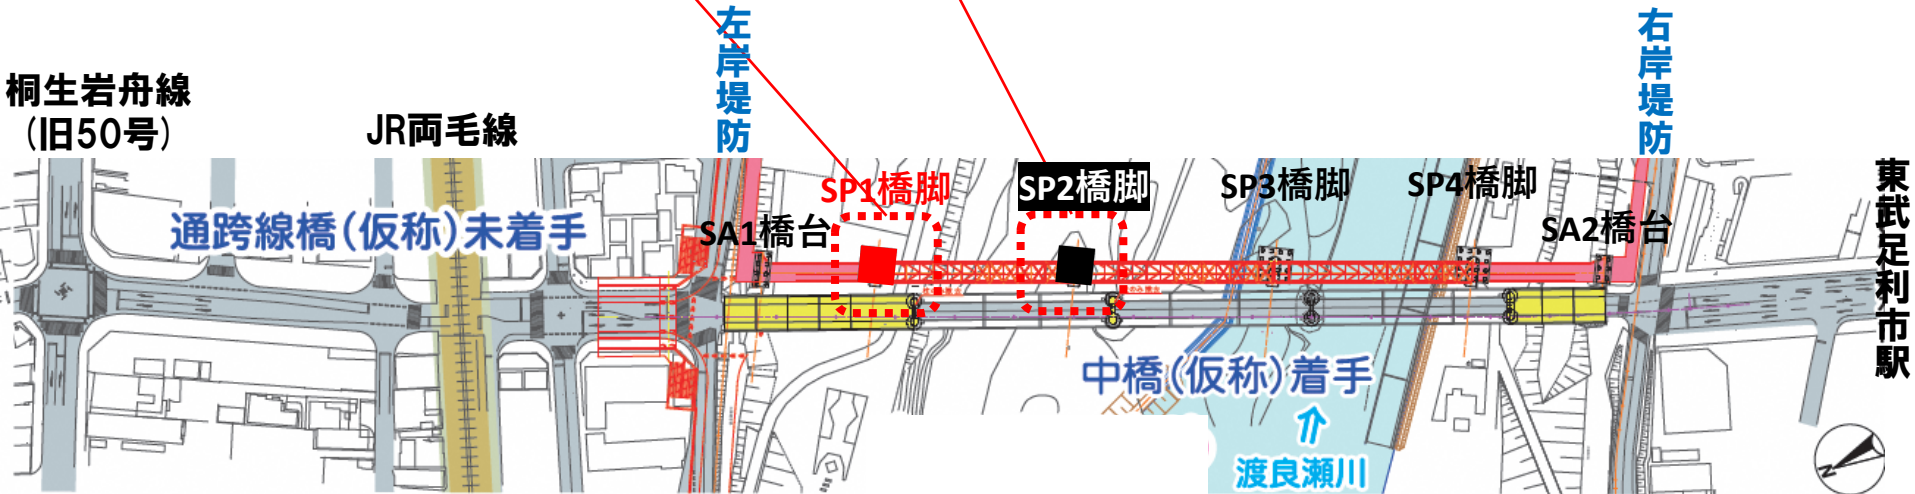 桐生岩舟線
(旧50号)
JR両毛線
左岸堤防
右岸堤防
通跨線橋(仮称)未着手
SA1橋台
SP1橋脚
SP2橋脚
SP3橋脚
SP4橋脚
SA2橋台
東武足利市駅
中橋(仮称)着手
⇑
渡良瀬川
N